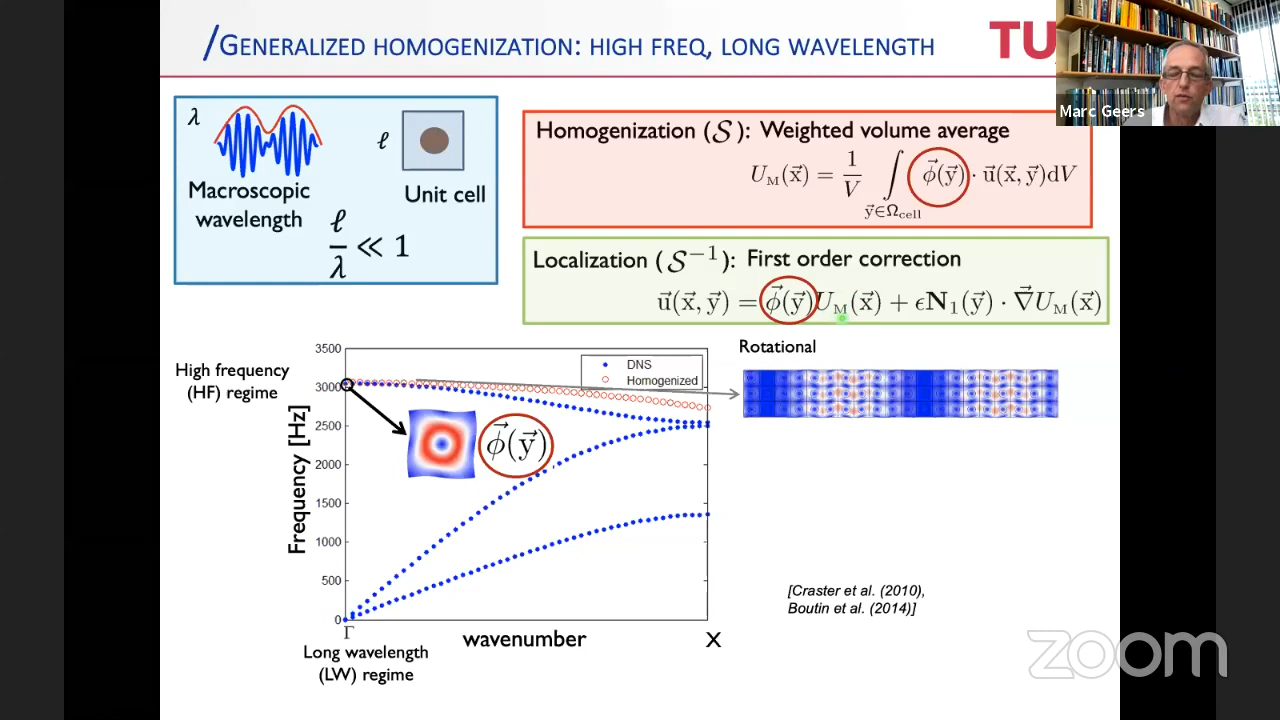 /GENERALIZED HOMOGENIZATION: HIGH FREQ, LONG WAVELENGTH
TU
Marc Geers
λ
ℓ
Macroscopic
wavelength
Unit cell
ℓ/λ ≪ 1
Homogenization (𝒮): Weighted volume average
U_M(x⃗) = 1/V ∫_{y⃗∈Ω_cell} ϕ⃗(y⃗) · u⃗(x⃗, y⃗)dV
Localization (𝒮⁻¹): First order correction
u⃗(x⃗, y⃗) = ϕ⃗(y⃗)U_M(x⃗) + ϵN₁(y⃗) · ∇⃗U_M(x⃗)
High frequency
(HF) regime
Frequency [Hz]
3500
3000
2500
2000
1500
1000
500
0
DNS
Homogenized
ϕ⃗(y⃗)
Rotational
Γ
wavenumber
X
Long wavelength
(LW) regime
[Craster et al. (2010),
Boutin et al. (2014)]
zoom